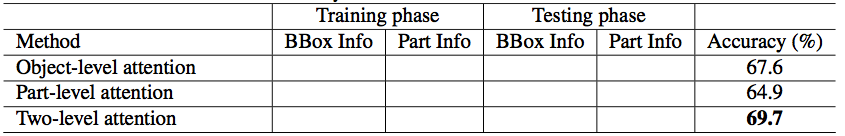 Training phase Testing phase
Method BBox Info Part Info BBox Info Part Info Accuracy (%)
Object-level attention 67.6
Part-level attention 64.9
Two-level attention 69.7